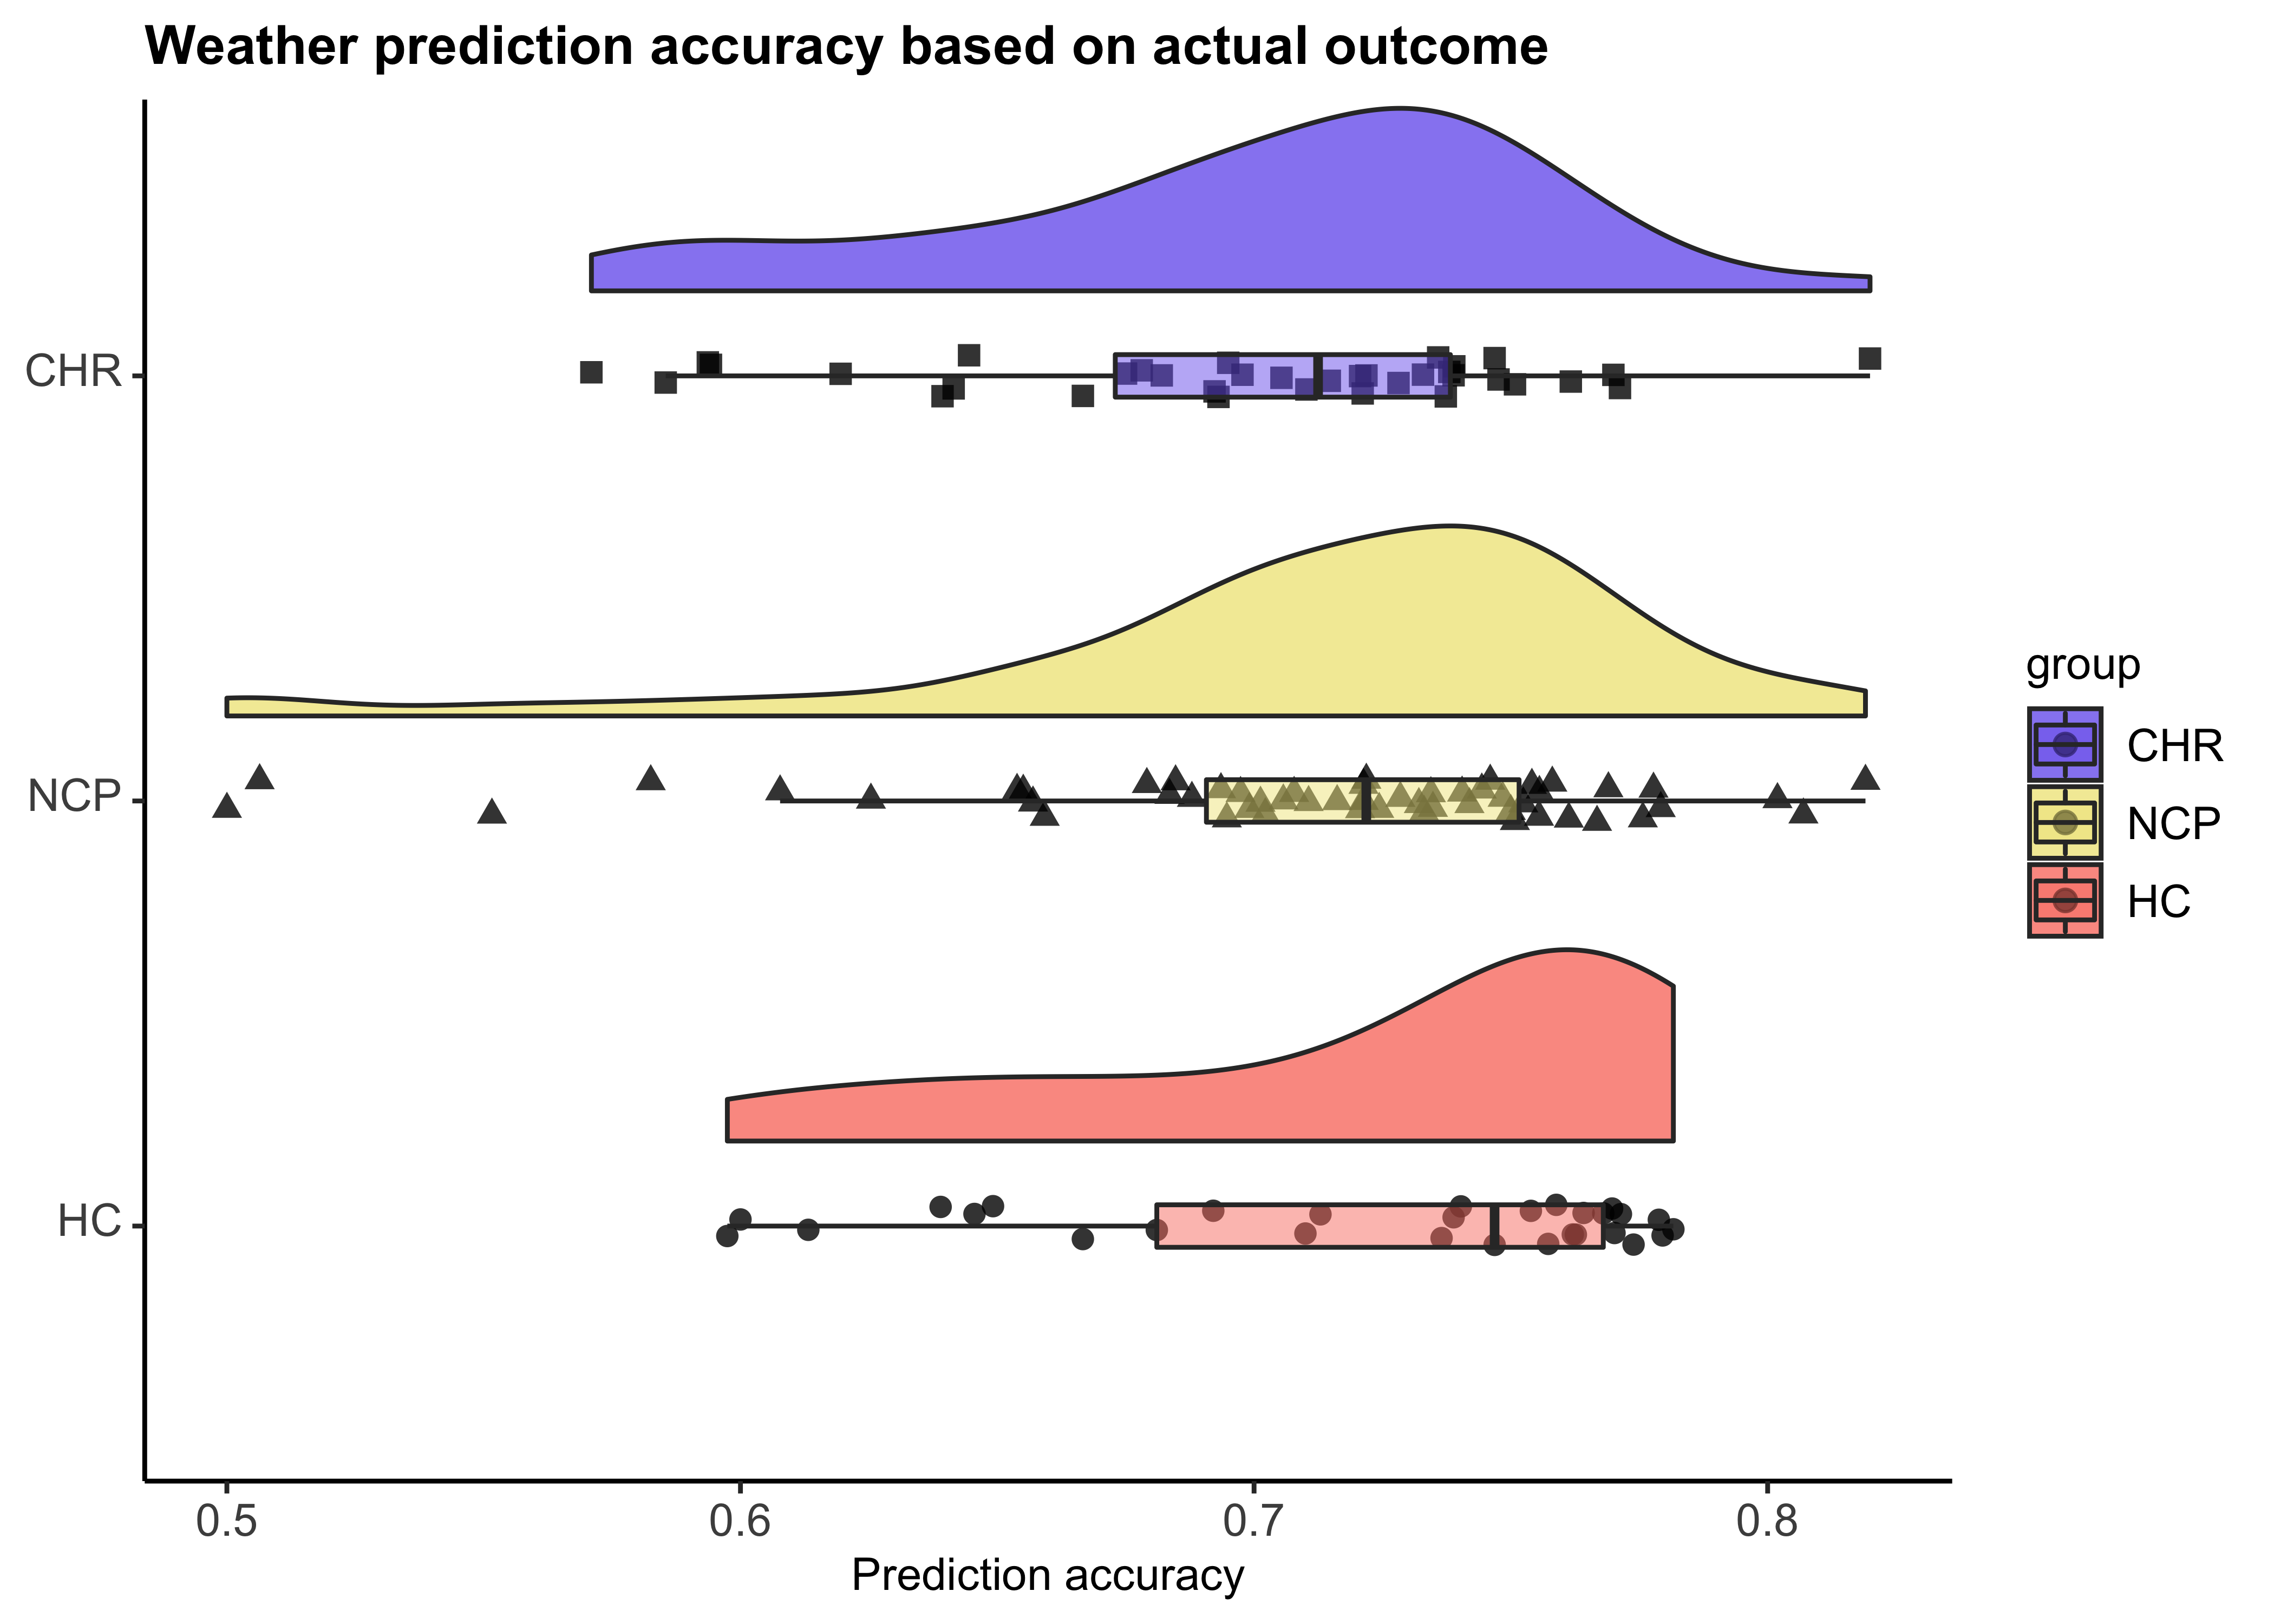 Weather prediction accuracy based on actual outcome
CHR
NCP
HC
group
CHR
NCP
HC
0.5 0.6 0.7 0.8
Prediction accuracy